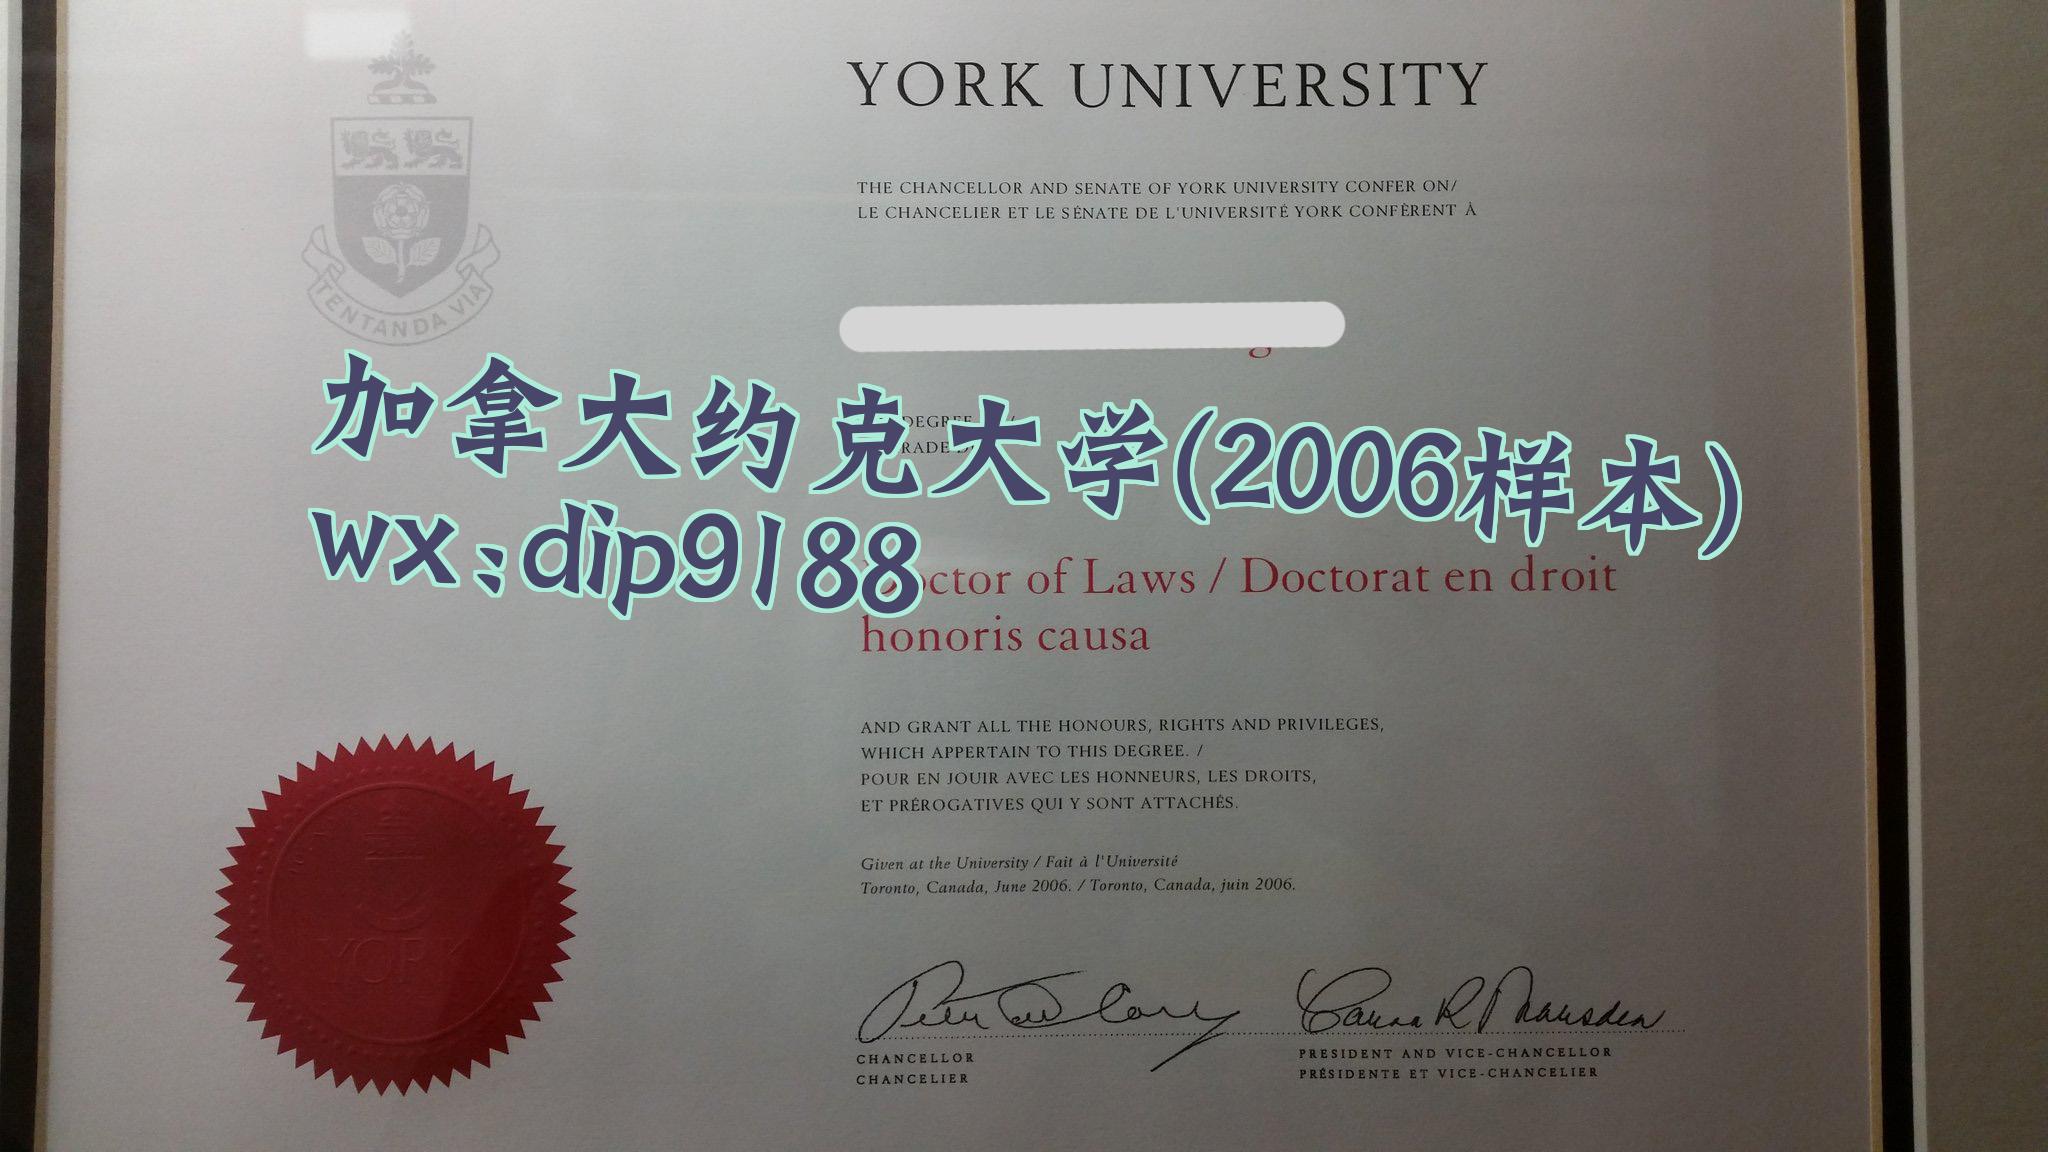 YORK UNIVERSITY
THE CHANCELLOR AND SENATE OF YORK UNIVERSITY CONFER ON/
LE CHANCELIER ET LE SÉNATE DE L'UNIVERSITÉ YORK CONFÈRENT À
TENTANDA VIA
加拿大约克大学(2006样本)
DEGREE
wx:dip9188
Doctor of Laws / Doctorat en droit
honoris causa
AND GRANT ALL THE HONOURS, RIGHTS AND PRIVILEGES,
WHICH APPERTAIN TO THIS DEGREE. /
POUR EN JOUIR AVEC LES HONNEURS, LES DROITS,
ET PRÉROGATIVES QUI Y SONT ATTACHÉS.
Given at the University / Fait à l'Université
Toronto, Canada, June 2006. / Toronto, Canada, juin 2006.
YORK
CHANCELLOR
CHANCELIER
PRESIDENT AND VICE-CHANCELLOR
PRÉSIDENTE ET VICE-CHANCELIER